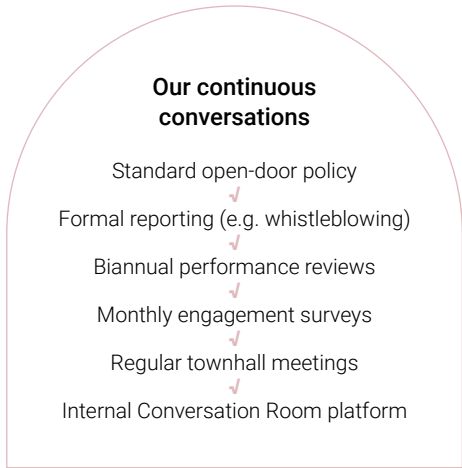 Our continuous
conversations
Standard open-door policy
√
Formal reporting (e.g. whistleblowing)
√
Biannual performance reviews
√
Monthly engagement surveys
√
Regular townhall meetings
√
Internal Conversation Room platform